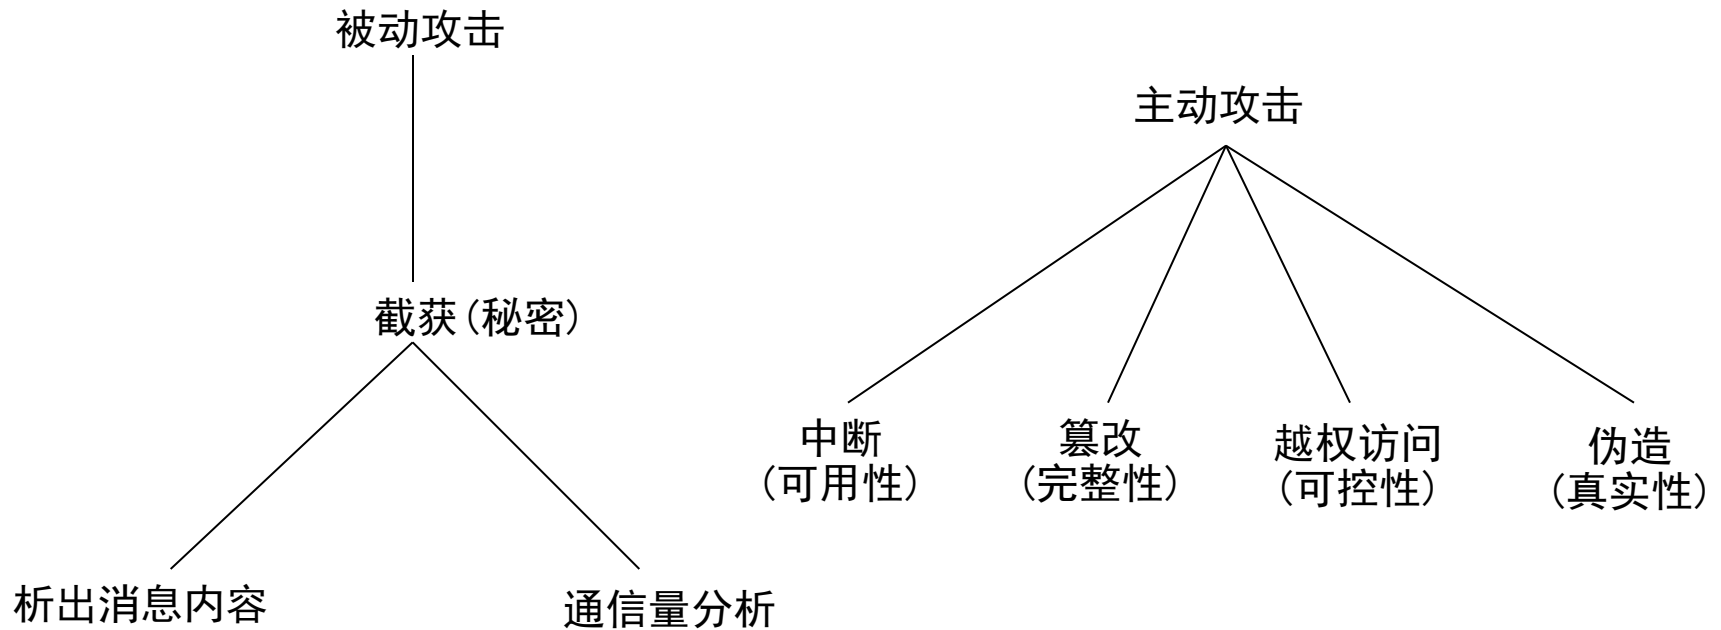 被动攻击
截获(秘密)
析出消息内容
通信量分析
主动攻击
中断
(可用性)
篡改
(完整性)
越权访问
(可控性)
伪造
(真实性)